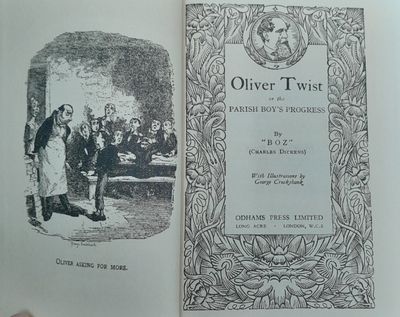 OLIVER ASKING FOR MORE.
Oliver Twist
or the
PARISH BOY'S PROGRESS
By
"BOZ"
(CHARLES DICKENS)
With Illustrations by
George Cruikshank
ODHAMS PRESS LIMITED
LONG ACRE · LONDON, W.C.2